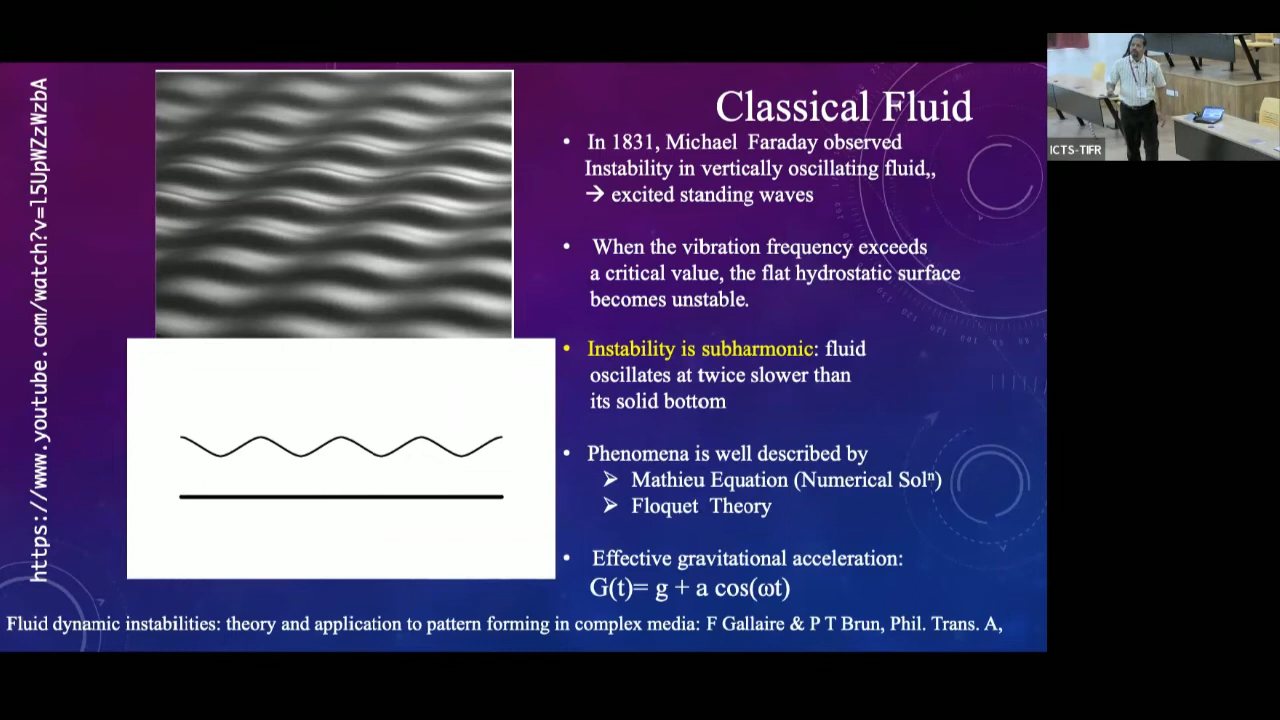 https://www.youtube.com/watch?v=l5UpWZzWzbA
Classical Fluid
• In 1831, Michael Faraday observed
Instability in vertically oscillating fluid,,
→ excited standing waves
• When the vibration frequency exceeds
a critical value, the flat hydrostatic surface
becomes unstable.
• Instability is subharmonic: fluid
oscillates at twice slower than
its solid bottom
• Phenomena is well described by
➢ Mathieu Equation (Numerical Solⁿ)
➢ Floquet Theory
• Effective gravitational acceleration:
G(t)= g + a cos(ωt)
Fluid dynamic instabilities: theory and application to pattern forming in complex media: F Gallaire & P T Brun, Phil. Trans. A,
ICTS-TIFR